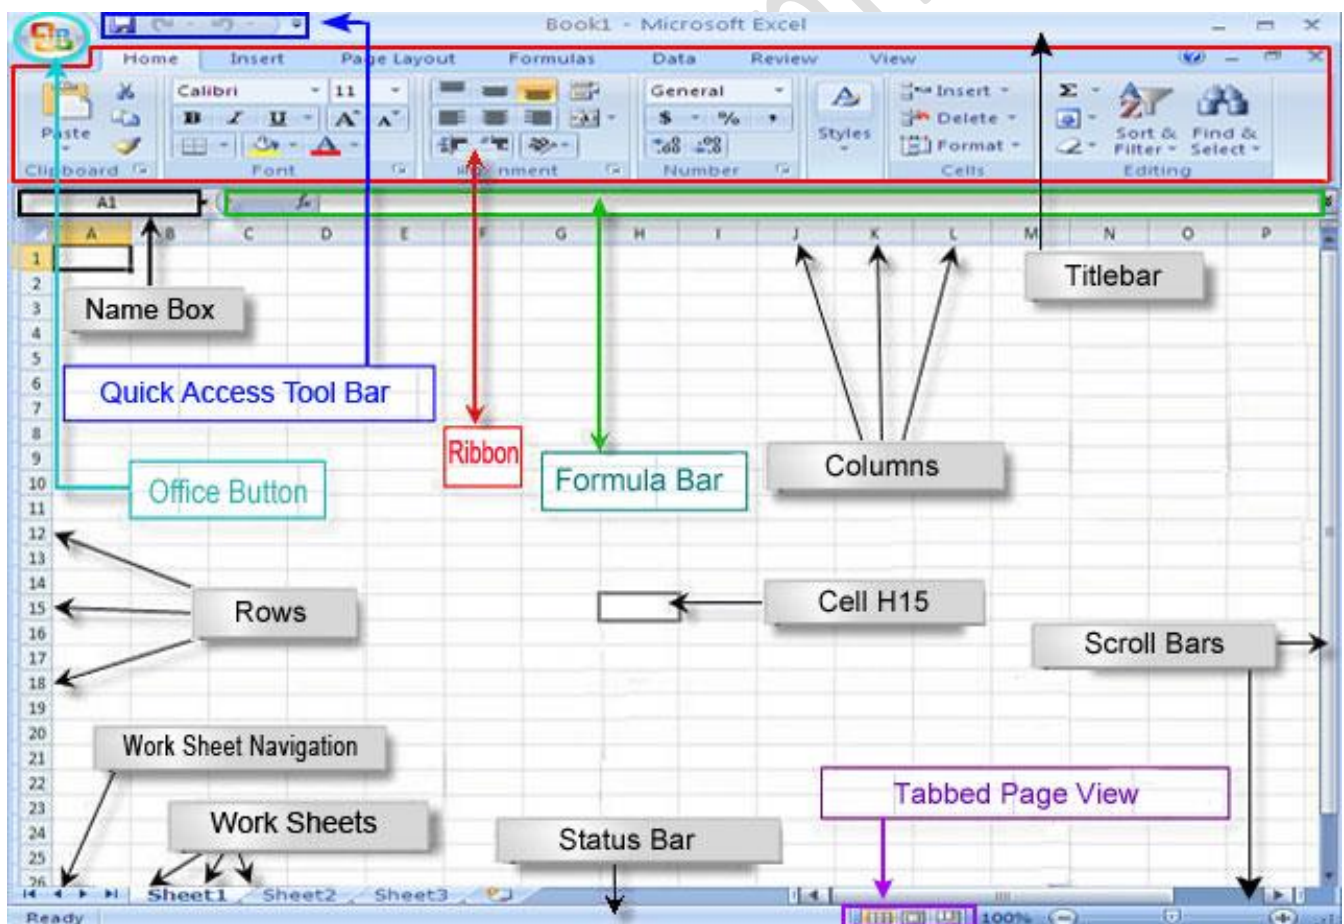 Book1 - Microsoft Excel
Home Insert Page Layout Formulas Data Review View
Calibri 11 General Insert
Paste B I U A A $ % , Styles Delete Sort & Find &
A .00 .00 Format Filter Select
Clipboard Font Alignment Number Cells Editing
A1 fx
A B C D E F G H I J K L M N O P
1
Titlebar
2
Name Box
3
4
5
6
Quick Access Tool Bar
7
8
Ribbon
9
Formula Bar
Columns
10
Office Button
11
12
13
14
15
Rows
Cell H15
16
Scroll Bars
17
18
19
20
Work Sheet Navigation
21
22
23
Tabbed Page View
Work Sheets
24
Status Bar
25
26
Sheet1 Sheet2 Sheet3
Ready 100%